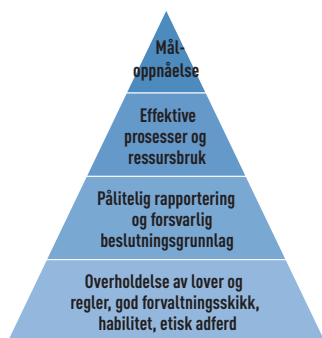 Mål-
oppnåelse
Effektive
prosesser og
ressursbruk
Pålitelig rapportering
og forsvarlig
beslutningsgrunnlag
Overholdelse av lover og
regler, god forvaltningsskikk,
habilitet, etisk adferd